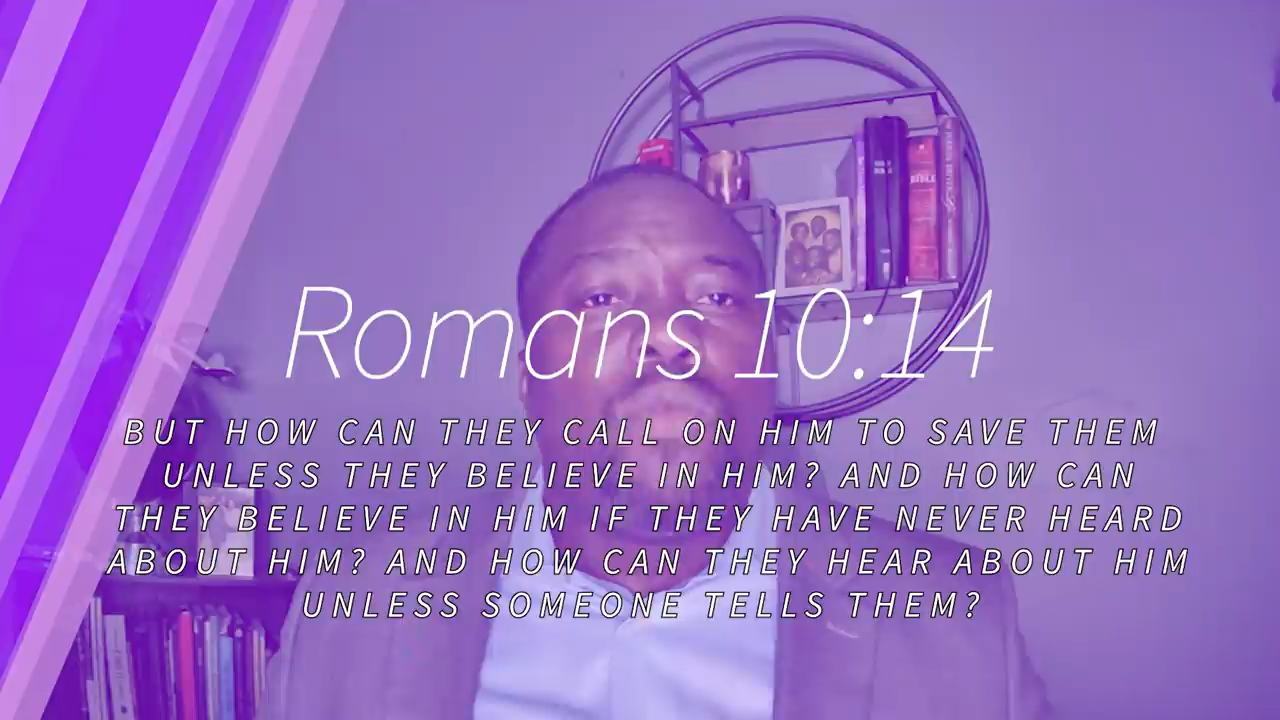 BIBLE
Romans 10:14
BUT HOW CAN THEY CALL ON HIM TO SAVE THEM
UNLESS THEY BELIEVE IN HIM? AND HOW CAN
THEY BELIEVE IN HIM IF THEY HAVE NEVER HEARD
ABOUT HIM? AND HOW CAN THEY HEAR ABOUT HIM
UNLESS SOMEONE TELLS THEM?